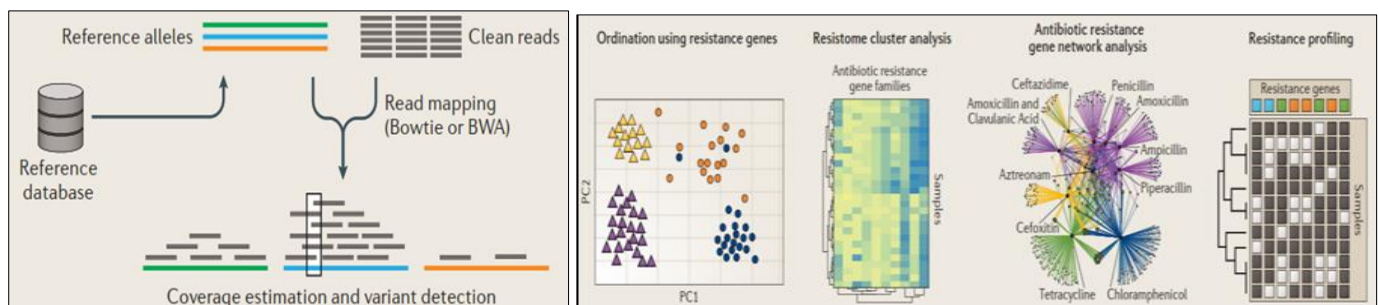 Reference alleles
Clean reads
Read mapping
(Bowtie or BWA)
Reference
database
Coverage estimation and variant detection
Ordination using resistance genes
PC2
PC1
Resistome cluster analysis
Antibiotic resistance
gene families
Samples
Antibiotic resistance
gene network analysis
Ceftazidime
Penicillin
Amoxicillin and
Clavulanic Acid
Amoxicillin
Ampicillin
Aztreonam
Piperacillin
Cefoxitin
Tetracycline
Chloramphenicol
Resistance profiling
Resistance genes
Samples